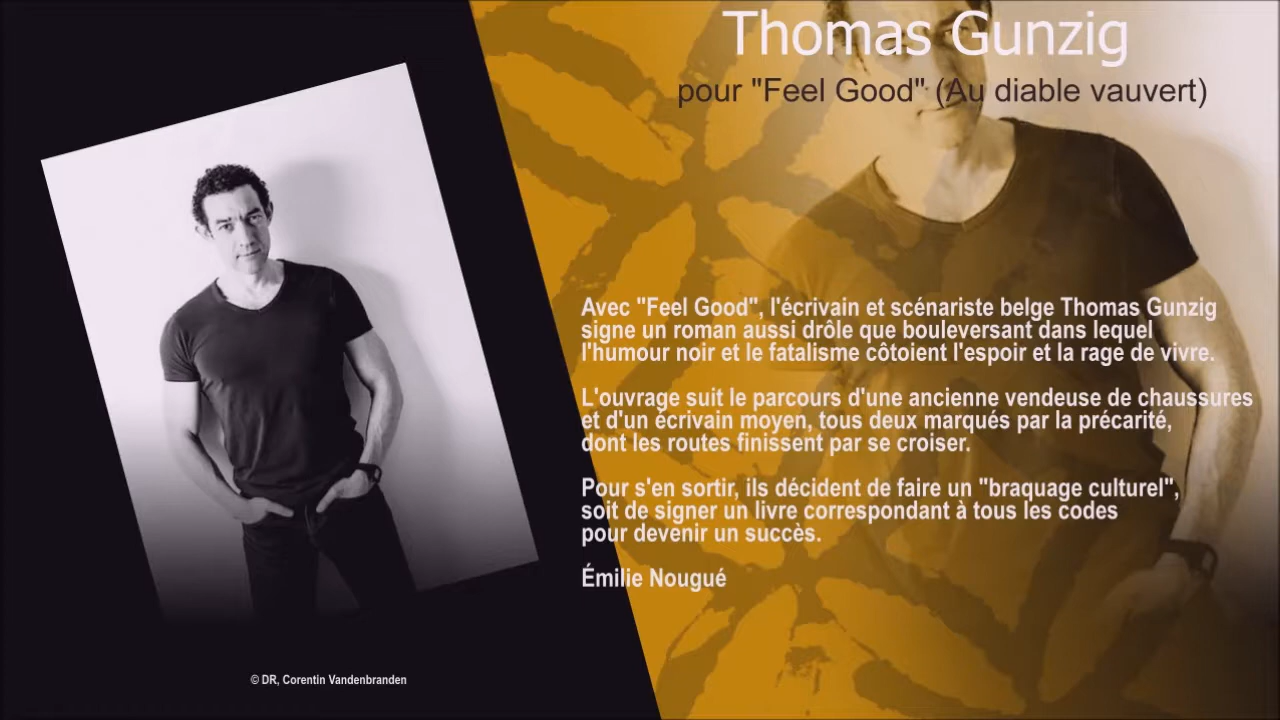 Thomas Gunzig
pour "Feel Good" (Au diable vauvert)
Avec "Feel Good", l'écrivain et scénariste belge Thomas Gunzig
signe un roman aussi drôle que bouleversant dans lequel
l'humour noir et le fatalisme côtoient l'espoir et la rage de vivre.
L'ouvrage suit le parcours d'une ancienne vendeuse de chaussures
et d'un écrivain moyen, tous deux marqués par la précarité,
dont les routes finissent par se croiser.
Pour s'en sortir, ils décident de faire un "braquage culturel",
soit de signer un livre correspondant à tous les codes
pour devenir un succès.
Émilie Nougué
© DR, Corentin Vandenbranden